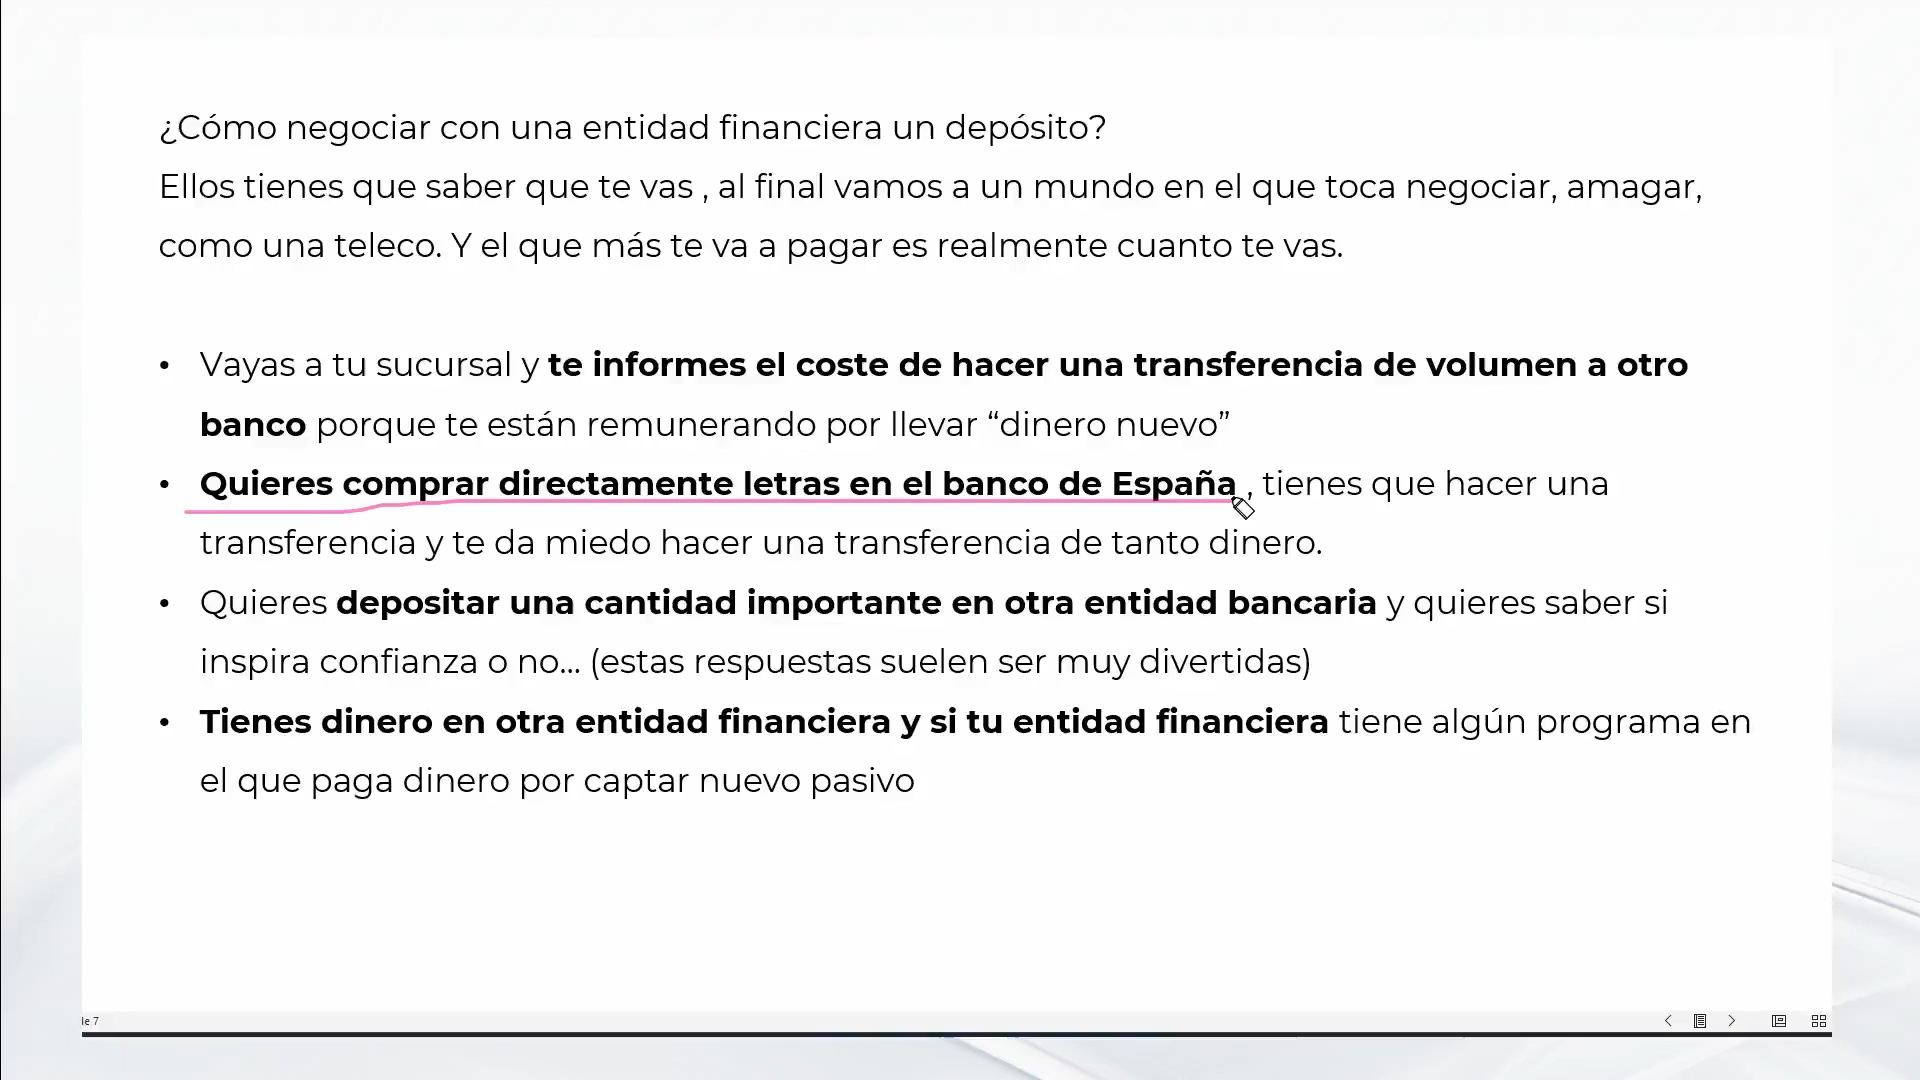 ¿Cómo negociar con una entidad financiera un depósito?
Ellos tienes que saber que te vas , al final vamos a un mundo en el que toca negociar, amagar,
como una teleco. Y el que más te va a pagar es realmente cuanto te vas.
• Vayas a tu sucursal y te informes el coste de hacer una transferencia de volumen a otro
banco porque te están remunerando por llevar “dinero nuevo”
• Quieres comprar directamente letras en el banco de España , tienes que hacer una
transferencia y te da miedo hacer una transferencia de tanto dinero.
• Quieres depositar una cantidad importante en otra entidad bancaria y quieres saber si
inspira confianza o no… (estas respuestas suelen ser muy divertidas)
• Tienes dinero en otra entidad financiera y si tu entidad financiera tiene algún programa en
el que paga dinero por captar nuevo pasivo
le 7